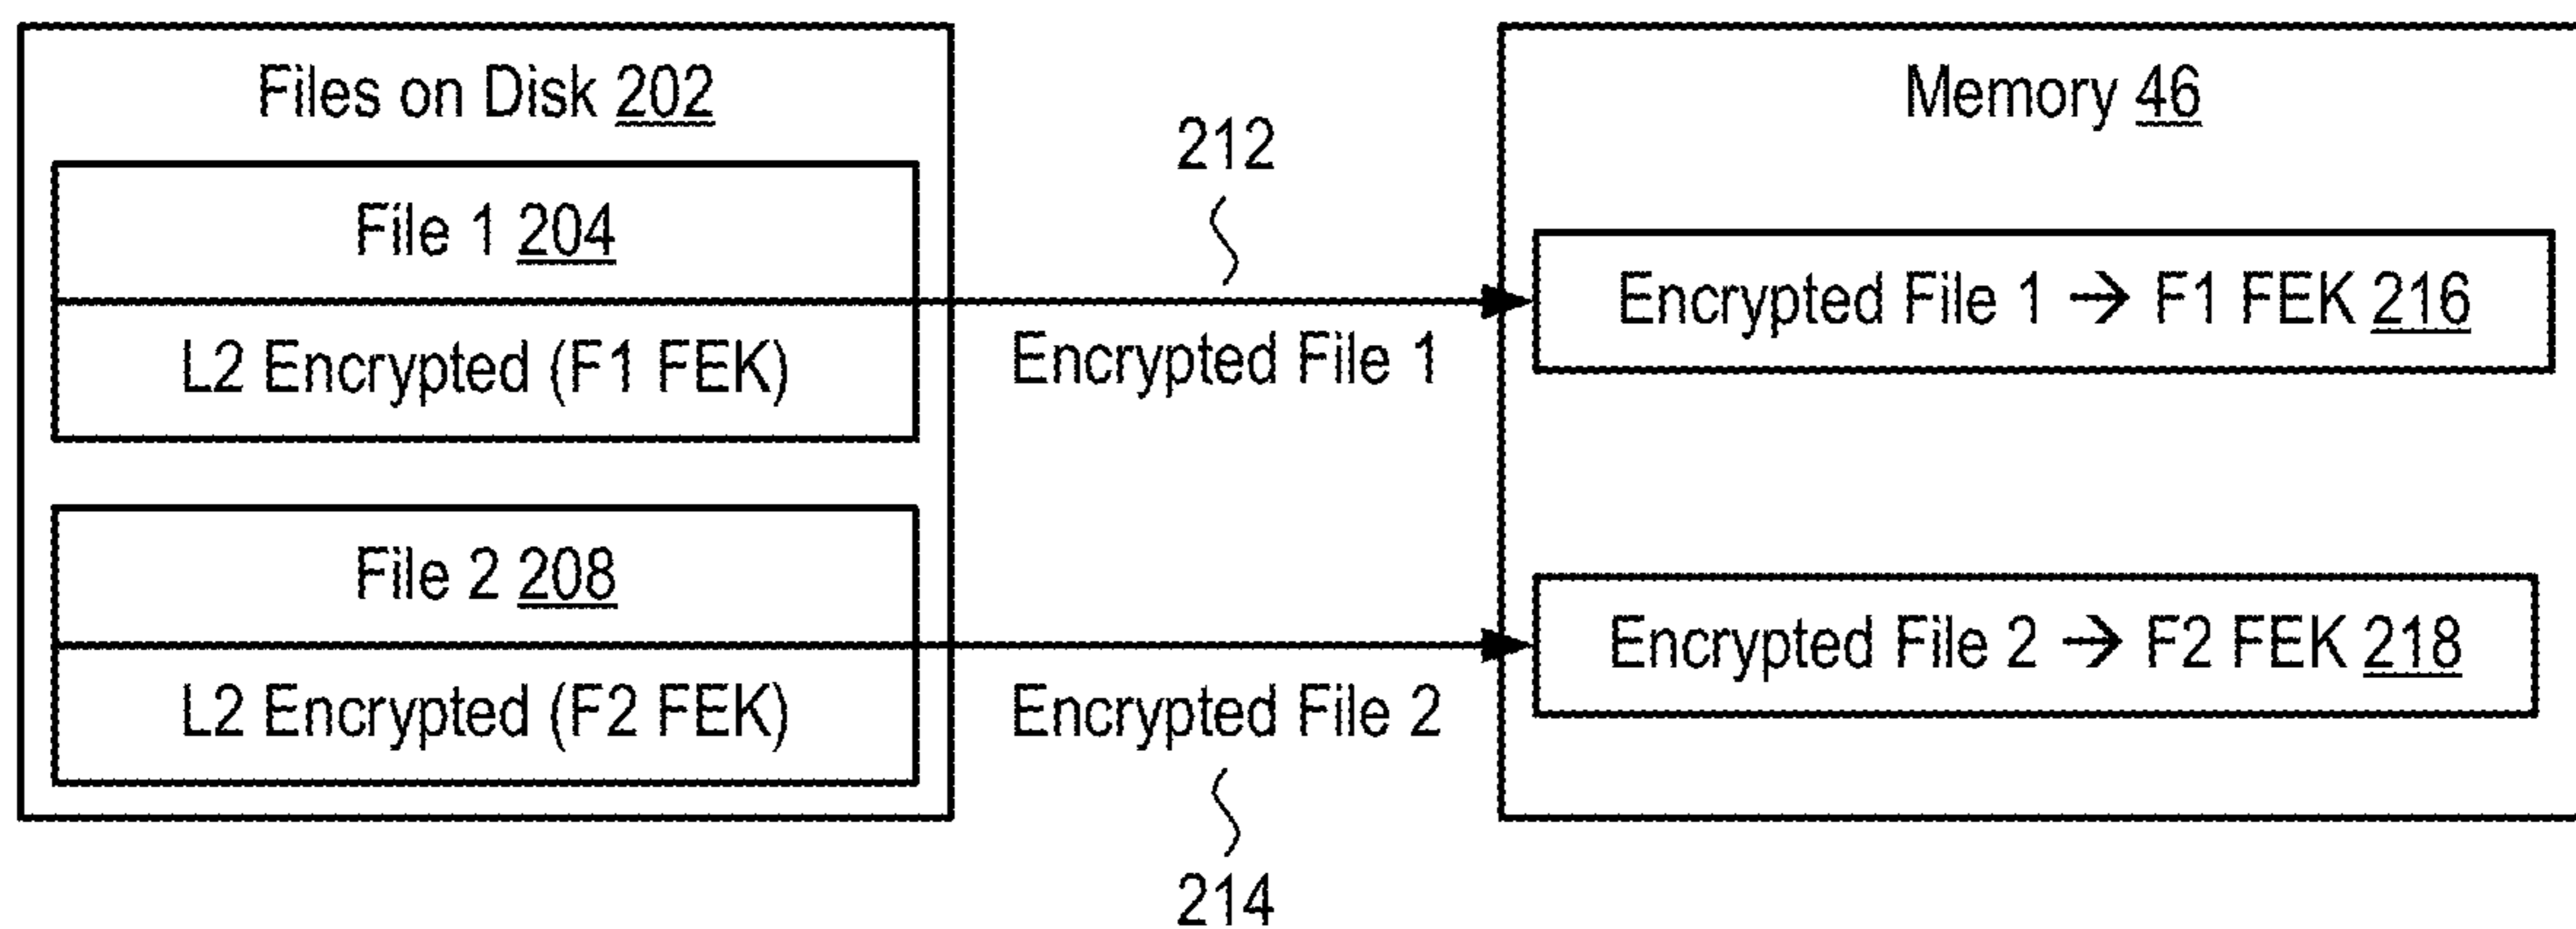 Files on Disk 202
File 1 204
L2 Encrypted (F1 FEK)
File 2 208
L2 Encrypted (F2 FEK)
212
Encrypted File 1
Encrypted File 2
214
Memory 46
Encrypted File 1 → F1 FEK 216
Encrypted File 2 → F2 FEK 218